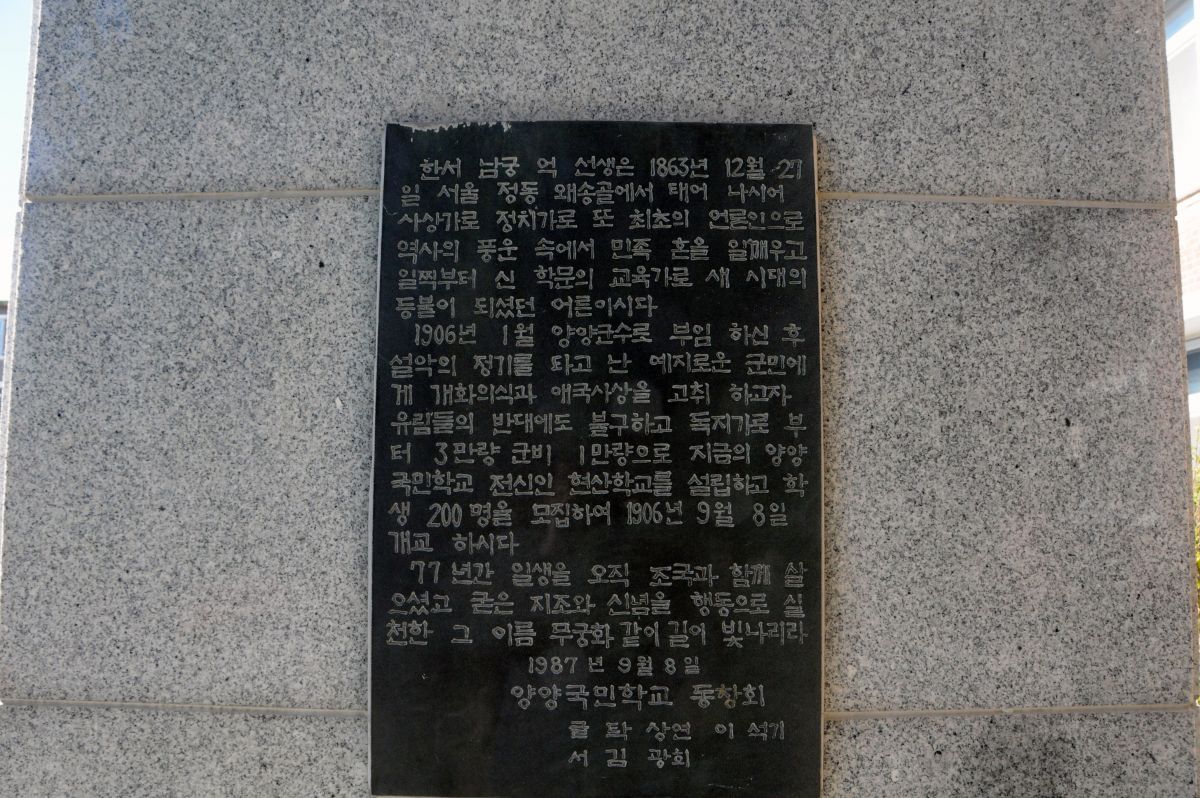 한서 남궁 억 선생은 1863년 12월 27
일 서울 정동 왜송골에서 태어 나시어
사상가로 정치가로 또 최초의 언론인으로
역사의 풍운 속에서 민족 혼을 일깨우고
일찍부터 신 학문의 교육가로 새 시대의
등불이 되셨던 어른이시다
1906년 1월 양양군수로 부임 하신 후
설악의 정기를 타고 난 예지로운 군민에
게 개화의식과 애국사상을 고취 하고자
유림들의 반대에도 불구하고 독지가로 부
터 3만량 군비 1만량으로 지금의 양양
국민학교 전신인 현산학교를 설립하고 학
생 200명을 모집하여 1906년 9월 8일
개교 하시다
77년간 일생을 오직 조국과 함께 살
으셨고 굳은 지조와 신념을 행동으로 실
천한 그 이름 무궁화 같이 길이 빛나리라
1987년 9월 8일
양양국민학교 동창회
글 탁 상연 이 석기
서 김 광회